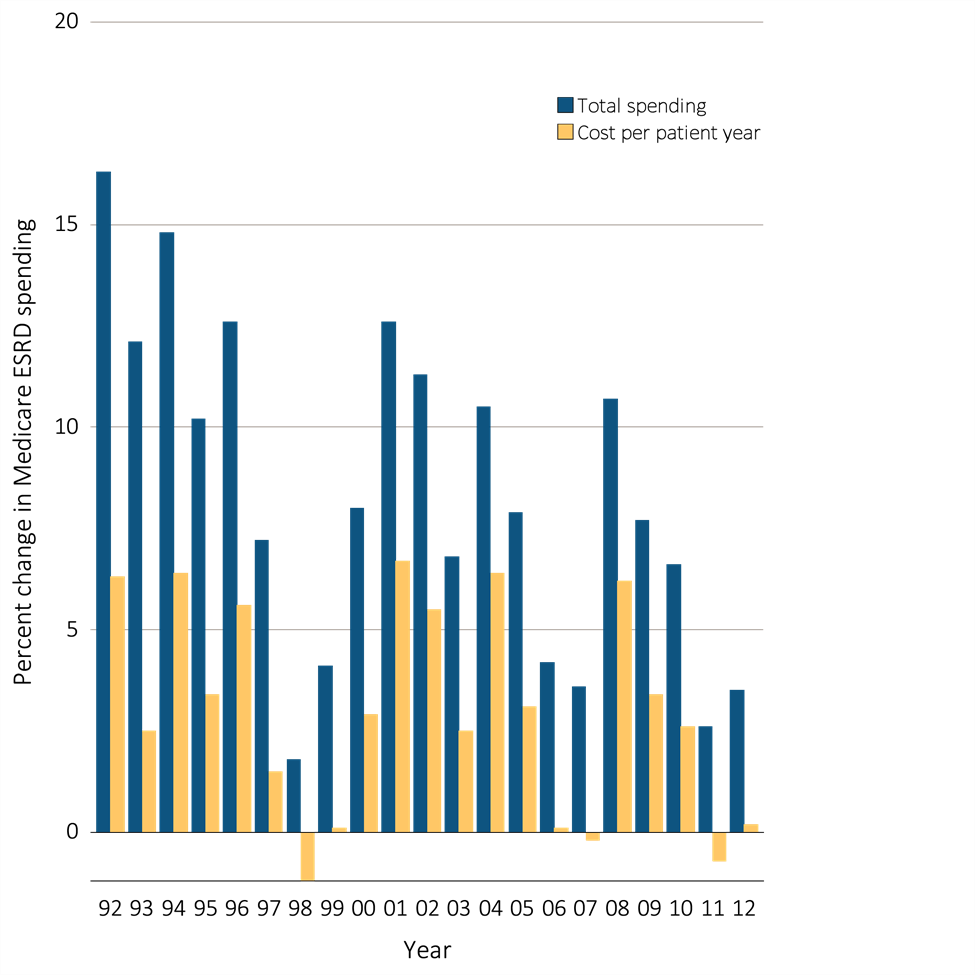 20
Total spending
Cost per patient year
15
Percent change in Medicare ESRD spending
10
5
0
92 93 94 95 96 97 98 99 00 01 02 03 04 05 06 07 08 09 10 11 12
Year